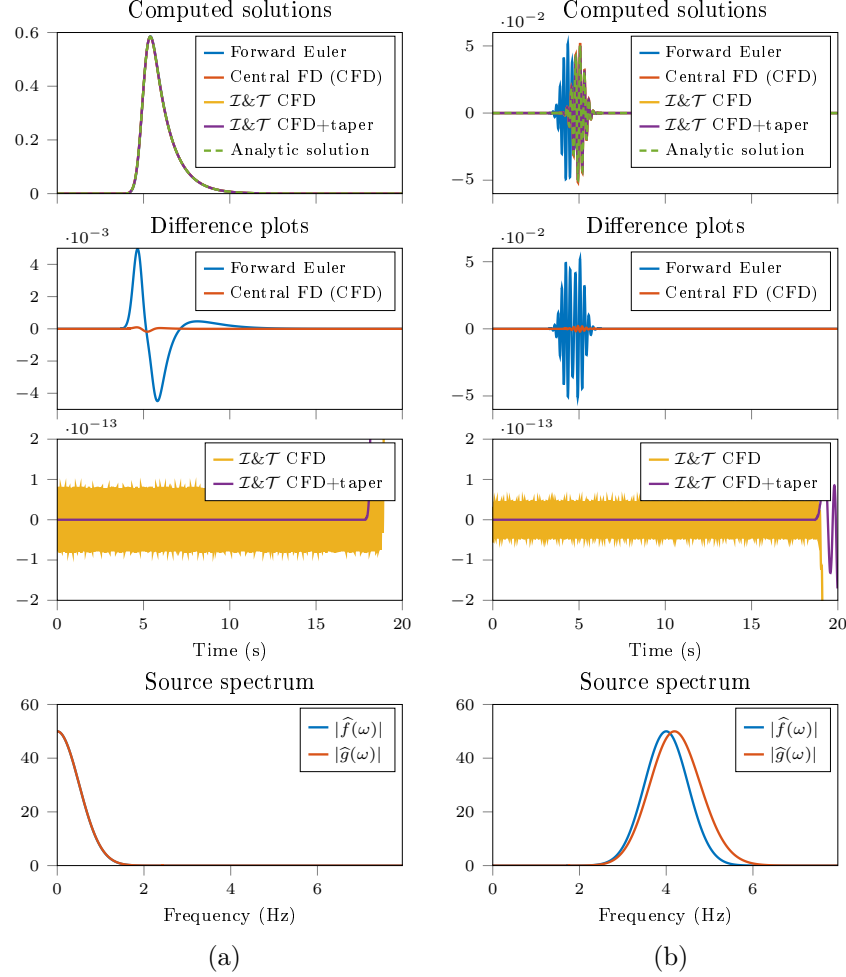 Computed solutions
0.6
0.4
0.2
0
Forward Euler
Central FD (CFD)
ℐ&𝒯 CFD
ℐ&𝒯 CFD+taper
Analytic solution
Difference plots
·10⁻³
4
2
0
−2
−4
Forward Euler
Central FD (CFD)
·10⁻¹³
2
1
0
−1
−2
ℐ&𝒯 CFD
ℐ&𝒯 CFD+taper
0 5 10 15 20
Time (s)
Source spectrum
60
40
20
0
|f̂(ω)|
|ĝ(ω)|
0 2 4 6
Frequency (Hz)
(a)
Computed solutions
·10⁻²
5
0
−5
Forward Euler
Central FD (CFD)
ℐ&𝒯 CFD
ℐ&𝒯 CFD+taper
Analytic solution
Difference plots
·10⁻²
5
0
−5
Forward Euler
Central FD (CFD)
·10⁻¹³
2
1
0
−1
−2
ℐ&𝒯 CFD
ℐ&𝒯 CFD+taper
0 5 10 15 20
Time (s)
Source spectrum
60
40
20
0
|f̂(ω)|
|ĝ(ω)|
0 2 4 6
Frequency (Hz)
(b)